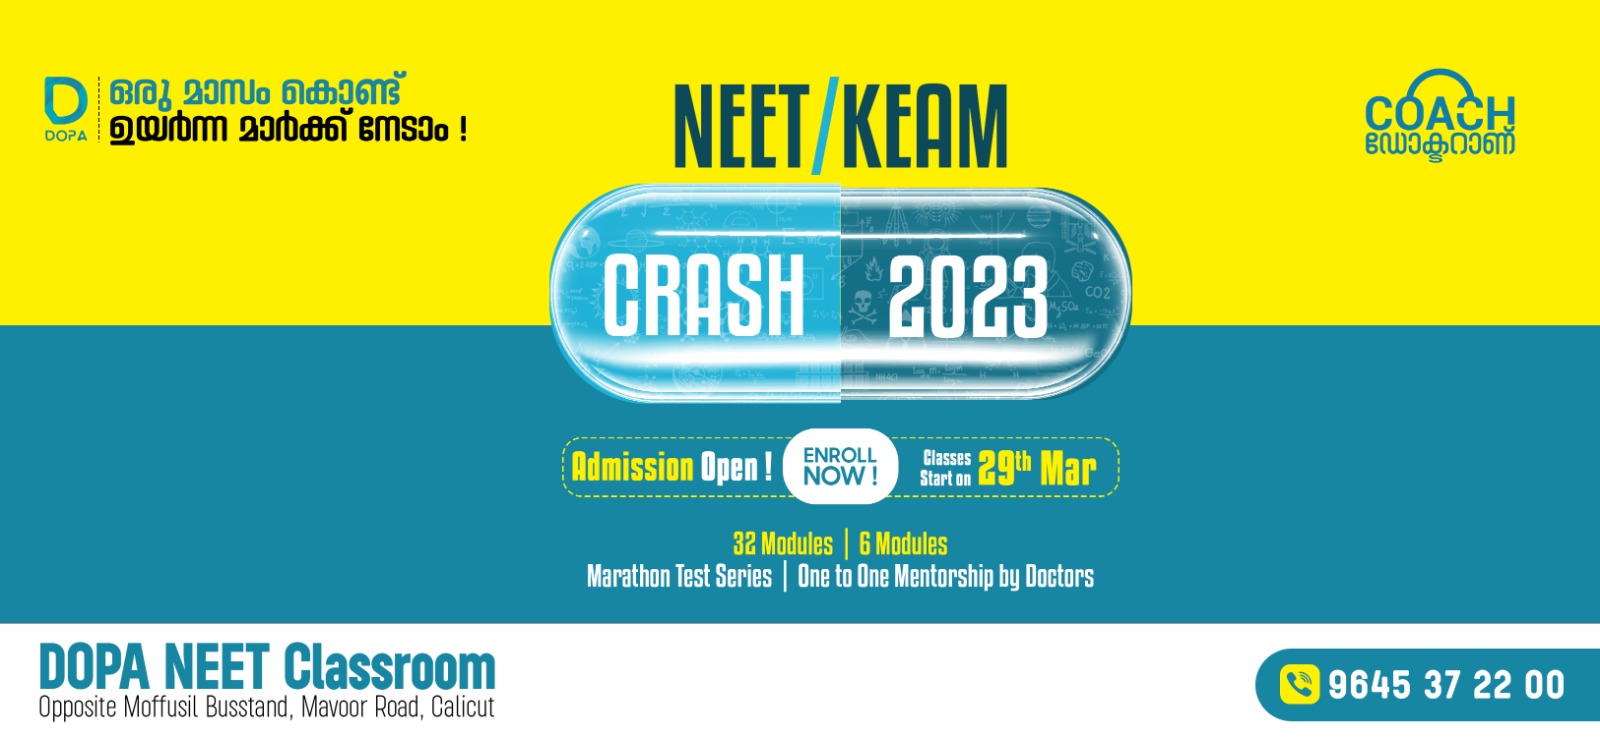 DOPA
ഒരു മാസം കൊണ്ട്
ഉയർന്ന മാർക്ക് നേടാം !
NEET/KEAM
COACH
ഡോക്ടറാണ്
CRASH 2023
Admission Open !
ENROLL
NOW !
Classes
Start on
29th Mar
32 Modules | 6 Modules
Marathon Test Series | One to One Mentorship by Doctors
DOPA NEET Classroom
Opposite Moffusil Busstand, Mavoor Road, Calicut
9645 37 22 00